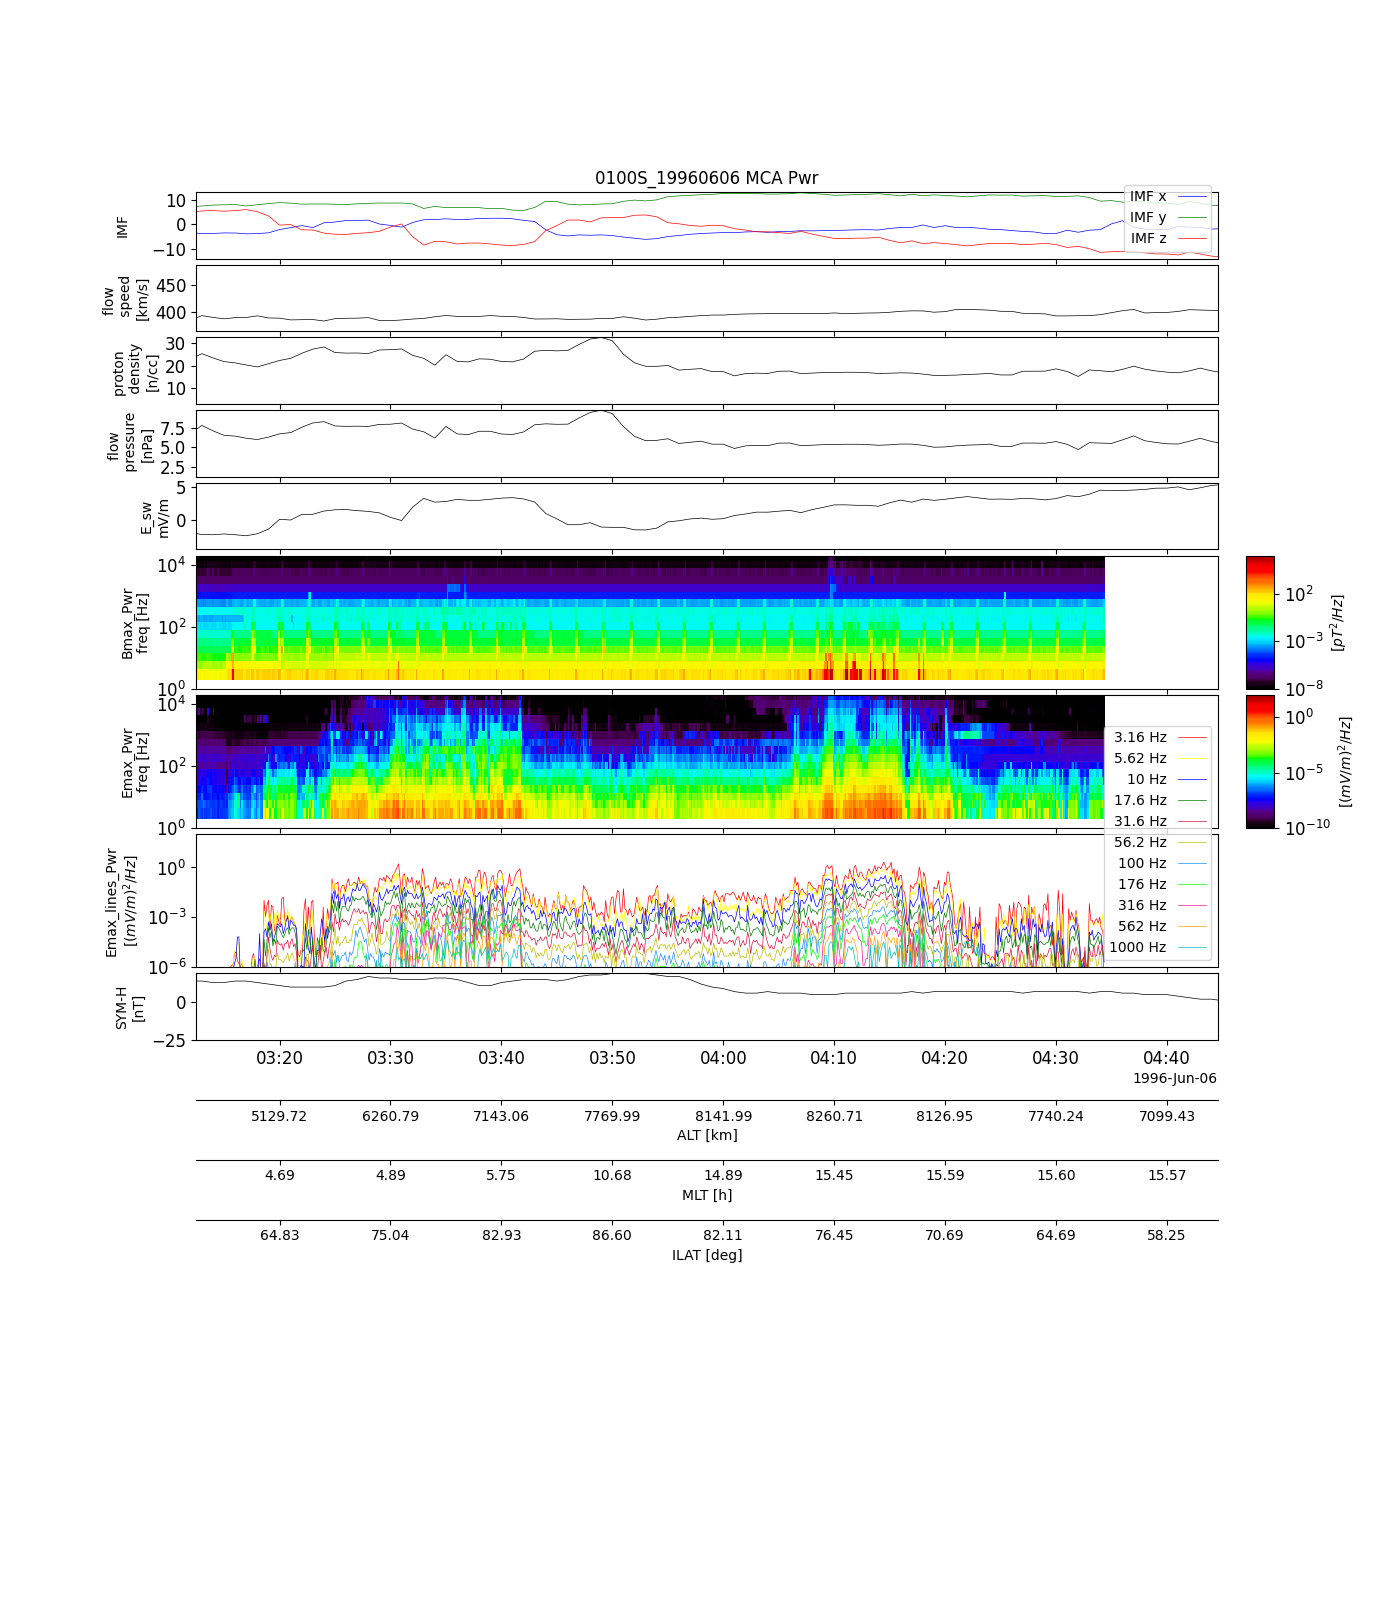 0100S_19960606 MCA Pwr
IMF
10
0
−10
IMF x
IMF y
IMF z
flow
speed
[km/s]
450
400
proton
density
[n/cc]
30
20
10
flow
pressure
[nPa]
7.5
5.0
2.5
E_sw
mV/m
5
0
Bmax_Pwr
freq [Hz]
10^4
10^2
10^0
10^2
10^−3
10^−8
[pT^2/Hz]
Emax_Pwr
freq [Hz]
10^4
10^2
10^0
10^0
10^−5
10^−10
[(mV/m)^2/Hz]
3.16 Hz
5.62 Hz
10 Hz
17.6 Hz
31.6 Hz
56.2 Hz
100 Hz
176 Hz
316 Hz
562 Hz
1000 Hz
Emax_lines_Pwr
[(mV/m)^2/Hz]
10^0
10^−3
10^−6
SYM-H
[nT]
0
−25
03:20 03:30 03:40 03:50 04:00 04:10 04:20 04:30 04:40
1996-Jun-06
5129.72 6260.79 7143.06 7769.99 8141.99 8260.71 8126.95 7740.24 7099.43
ALT [km]
4.69 4.89 5.75 10.68 14.89 15.45 15.59 15.60 15.57
MLT [h]
64.83 75.04 82.93 86.60 82.11 76.45 70.69 64.69 58.25
ILAT [deg]